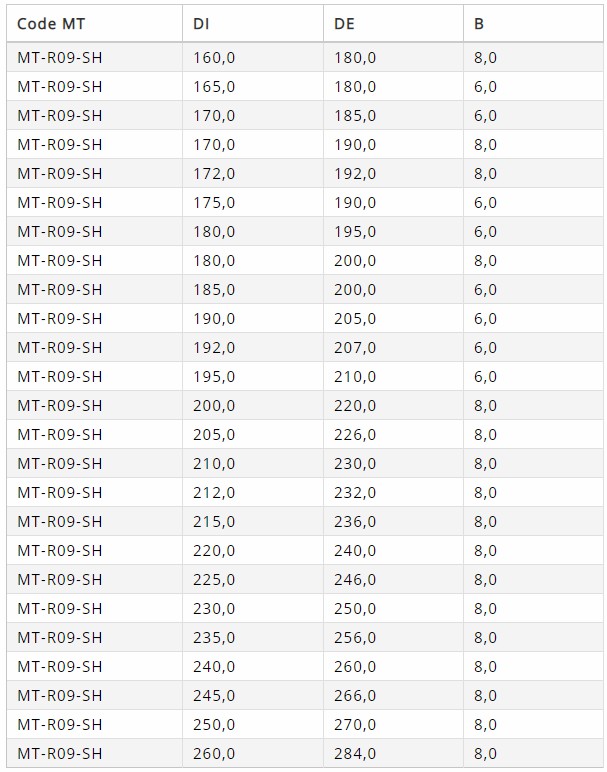 Code MT DI DE B
MT-R09-SH 160,0 180,0 8,0
MT-R09-SH 165,0 180,0 6,0
MT-R09-SH 170,0 185,0 6,0
MT-R09-SH 170,0 190,0 8,0
MT-R09-SH 172,0 192,0 8,0
MT-R09-SH 175,0 190,0 6,0
MT-R09-SH 180,0 195,0 6,0
MT-R09-SH 180,0 200,0 8,0
MT-R09-SH 185,0 200,0 6,0
MT-R09-SH 190,0 205,0 6,0
MT-R09-SH 192,0 207,0 6,0
MT-R09-SH 195,0 210,0 6,0
MT-R09-SH 200,0 220,0 8,0
MT-R09-SH 205,0 226,0 8,0
MT-R09-SH 210,0 230,0 8,0
MT-R09-SH 212,0 232,0 8,0
MT-R09-SH 215,0 236,0 8,0
MT-R09-SH 220,0 240,0 8,0
MT-R09-SH 225,0 246,0 8,0
MT-R09-SH 230,0 250,0 8,0
MT-R09-SH 235,0 256,0 8,0
MT-R09-SH 240,0 260,0 8,0
MT-R09-SH 245,0 266,0 8,0
MT-R09-SH 250,0 270,0 8,0
MT-R09-SH 260,0 284,0 8,0